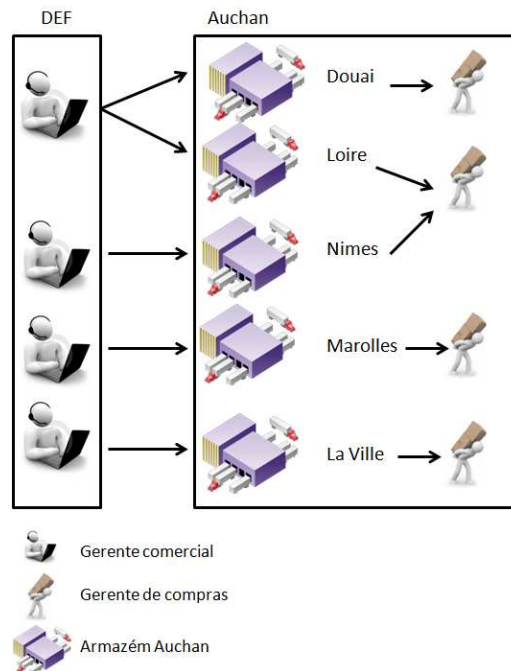 DEF
Auchan
Douai
Loire
Nimes
Marolles
La Ville
Gerente comercial
Gerente de compras
Armazém Auchan